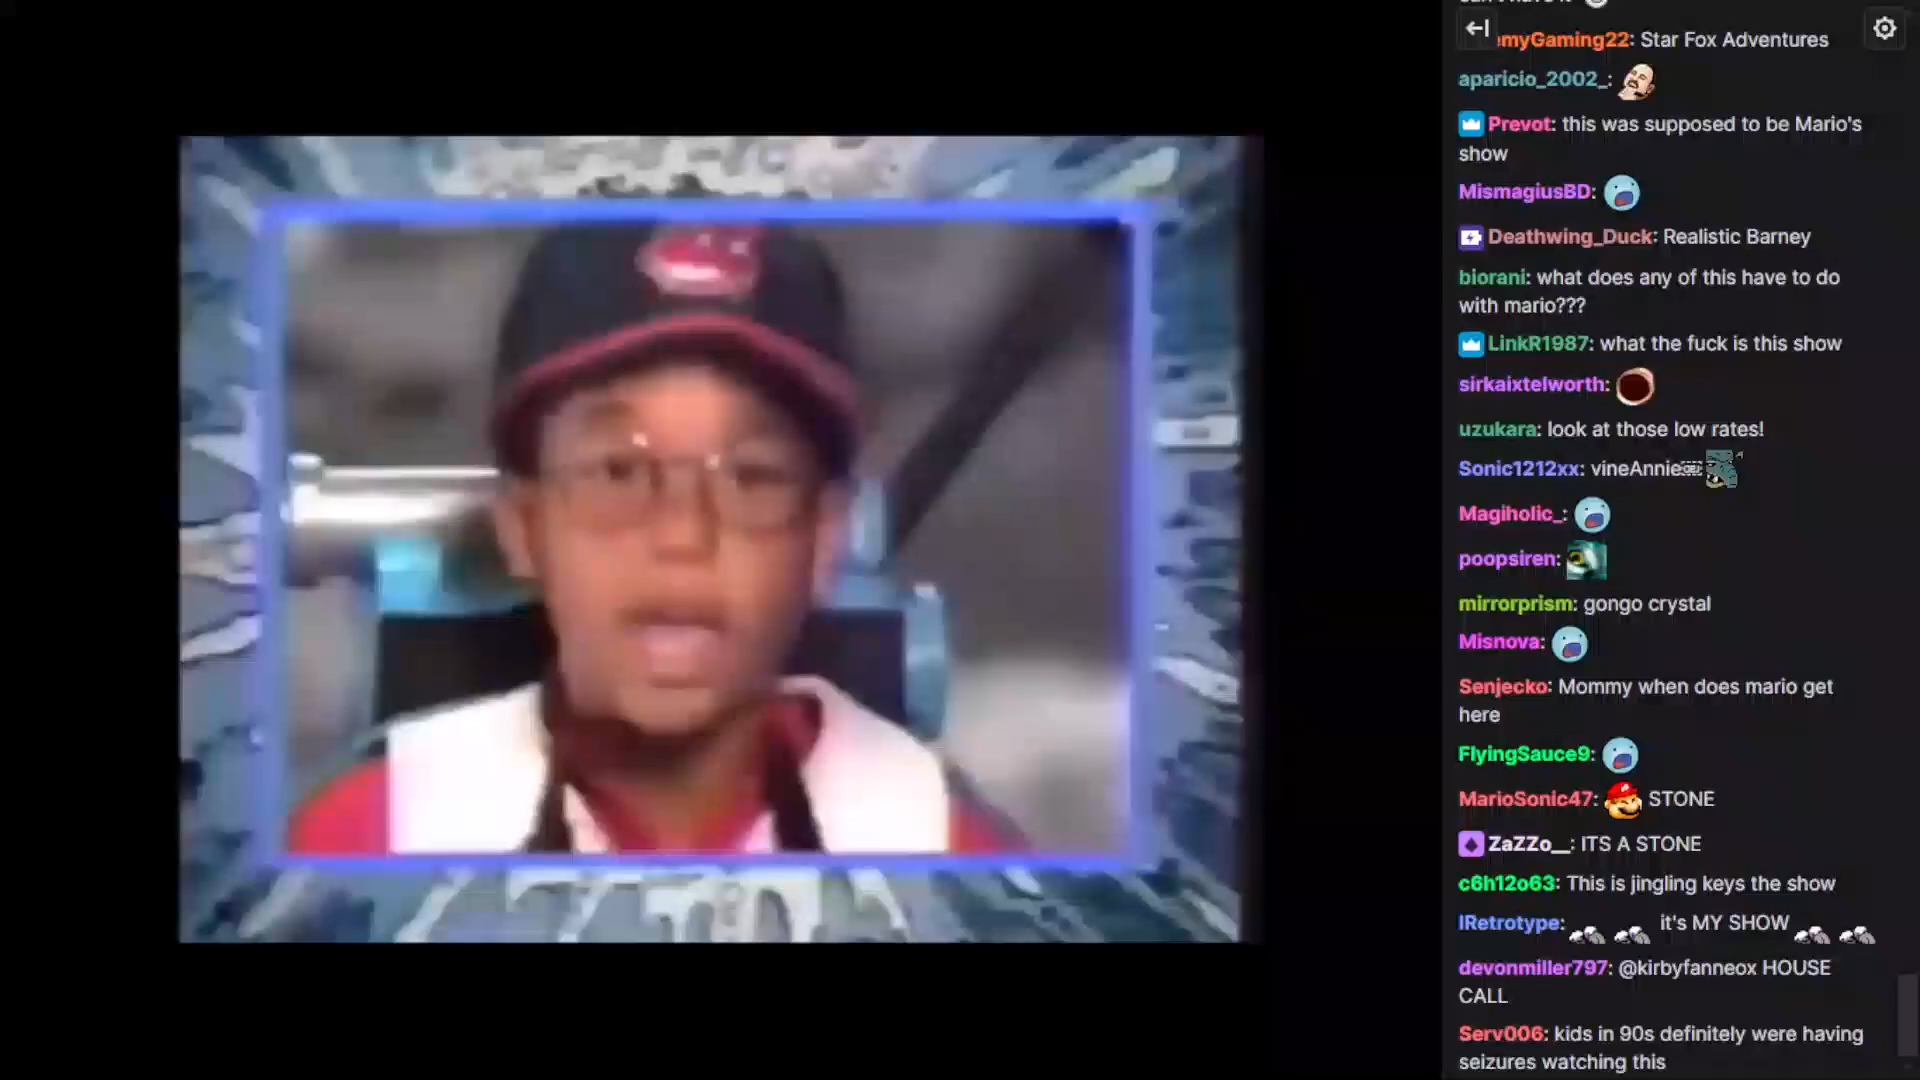 emyGaming22: Star Fox Adventures
aparicio_2002_:
Prevot: this was supposed to be Mario's
show
MismagiusBD:
Deathwing_Duck: Realistic Barney
biorani: what does any of this have to do
with mario???
LinkR1987: what the fuck is this show
sirkaixtelworth:
uzukara: look at those low rates!
Sonic1212xx: vineAnnie
Magiholic_:
poopsiren:
mirrorprism: gongo crystal
Misnova:
Senjecko: Mommy when does mario get
here
FlyingSauce9:
MarioSonic47: STONE
ZaZZo__: ITS A STONE
c6h12o63: This is jingling keys the show
IRetrotype: it's MY SHOW
devonmiller797: @kirbyfanneox HOUSE
CALL
Serv006: kids in 90s definitely were having
seizures watching this